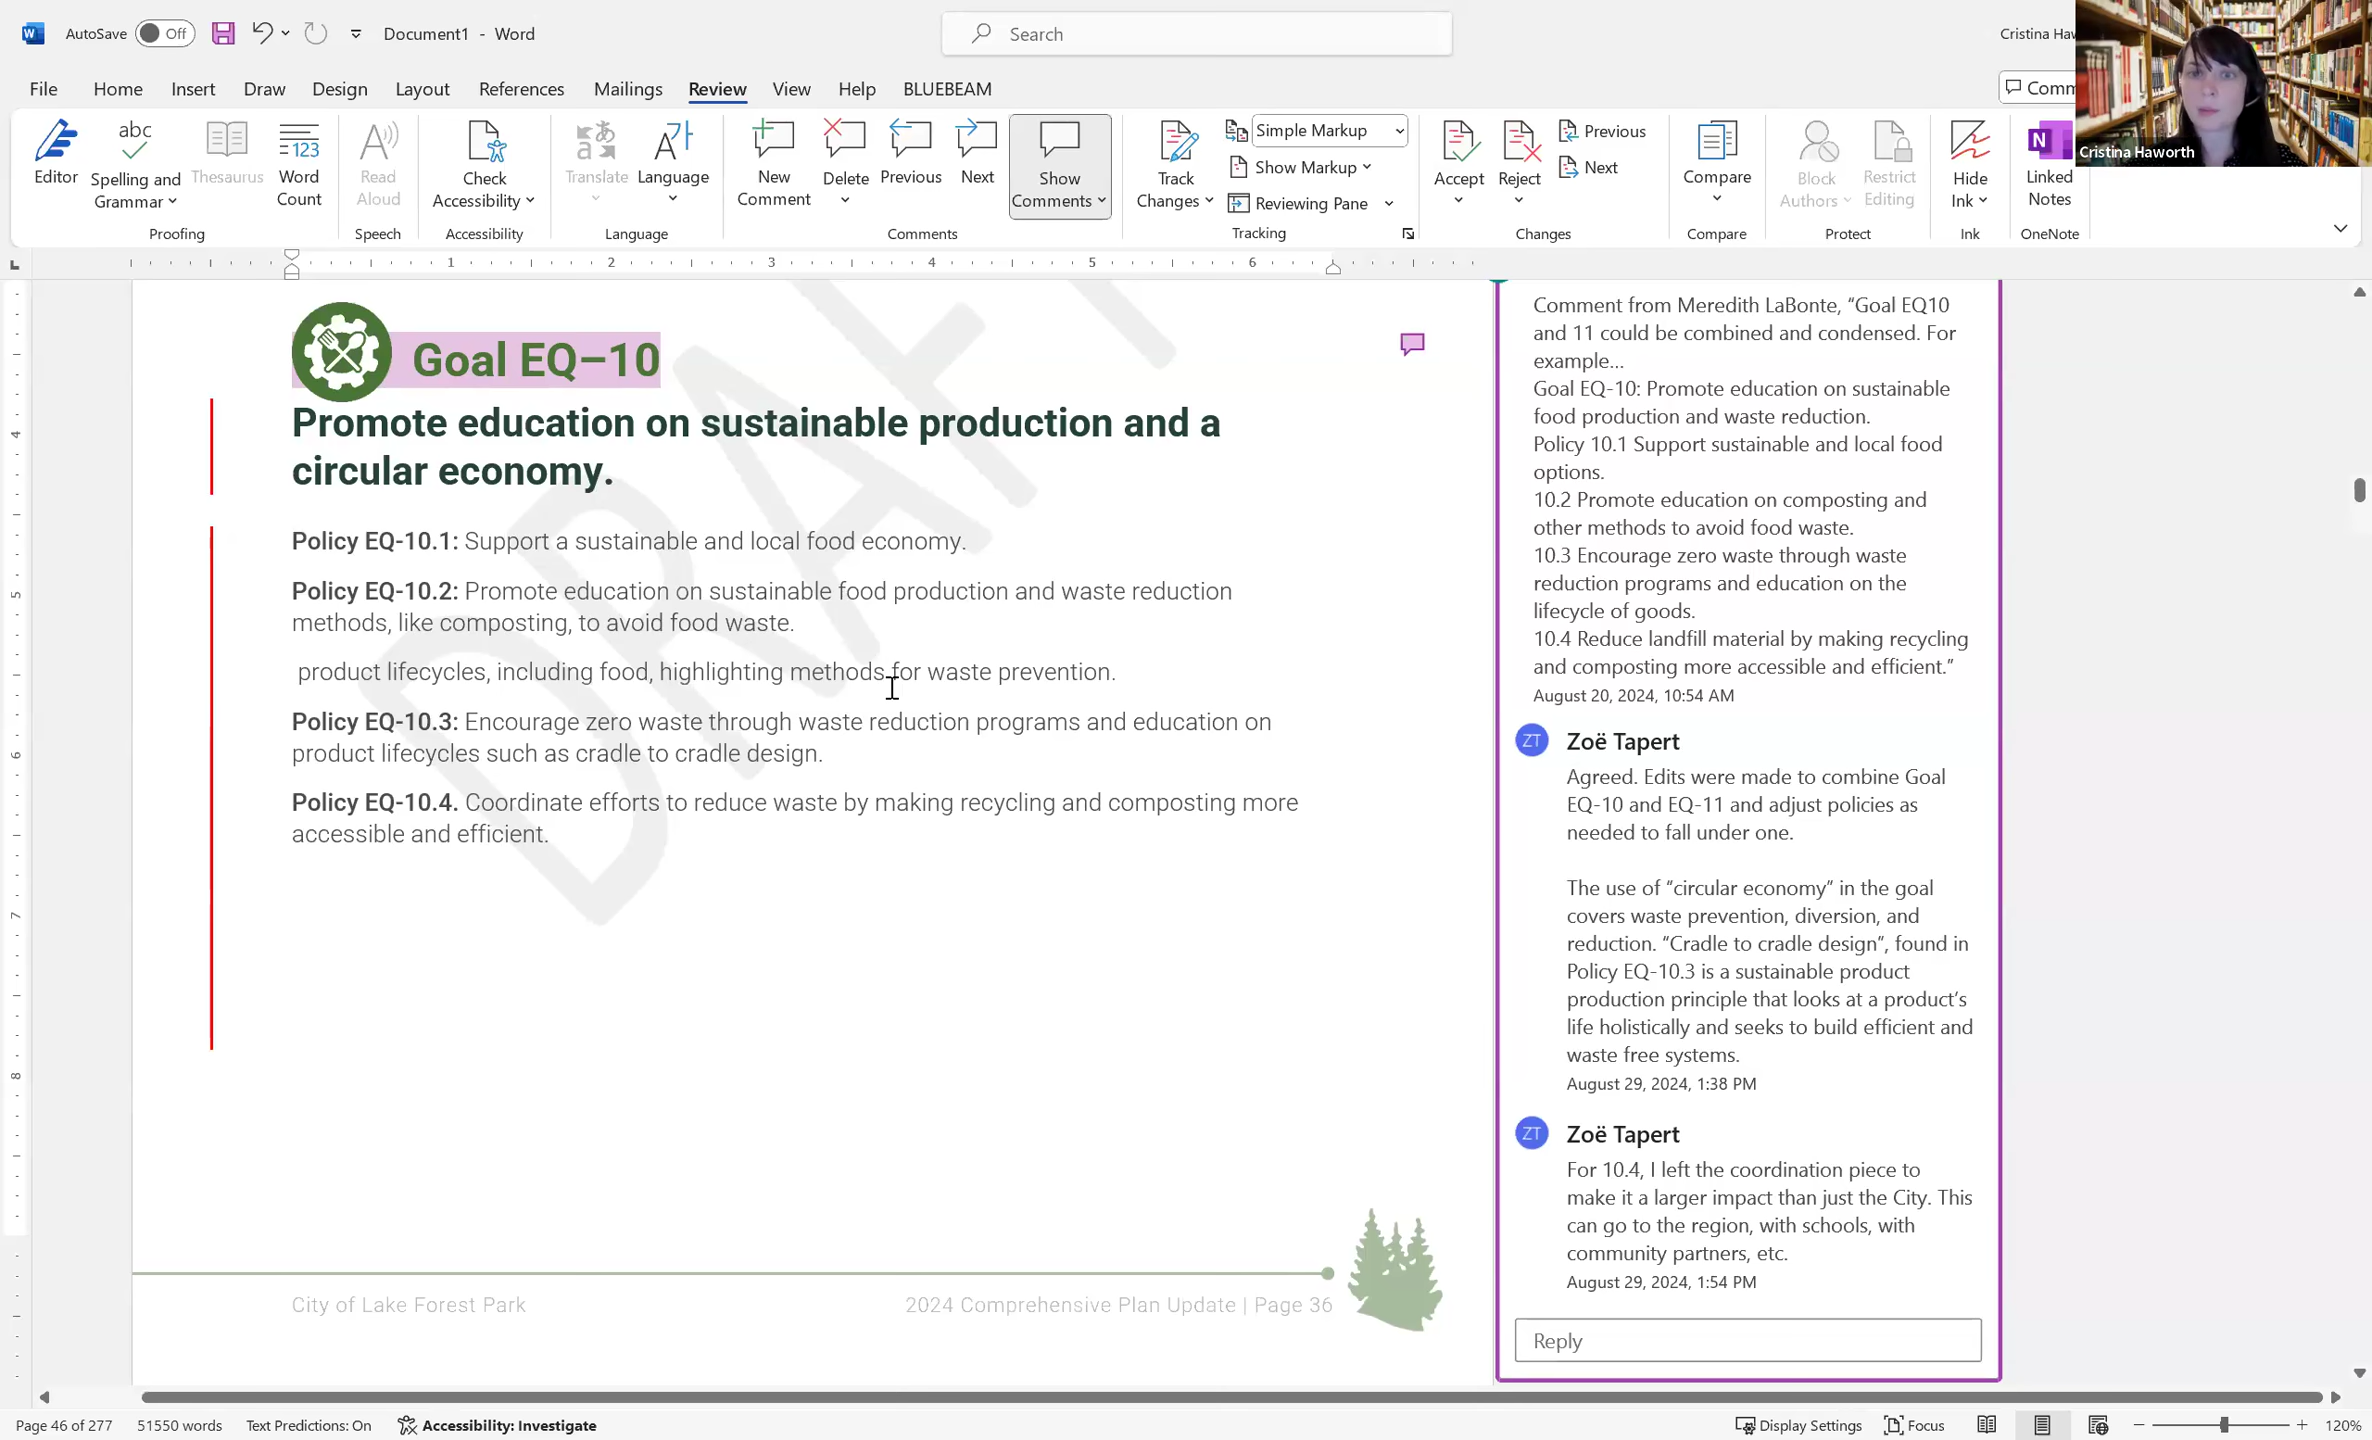 AutoSave Off Document1 - Word Search Cristina Haw
File Home Insert Draw Design Layout References Mailings Review View Help BLUEBEAM Comm
Cristina Haworth
Editor
Spelling and Grammar
Thesaurus
Word Count
Proofing
Read Aloud
Speech
Check Accessibility
Accessibility
Translate
Language
Language
New Comment
Delete
Previous
Next
Show Comments
Comments
Track Changes
Simple Markup
Show Markup
Reviewing Pane
Tracking
Accept
Reject
Previous
Next
Changes
Compare
Compare
Block Authors
Restrict Editing
Protect
Hide Ink
Ink
Linked Notes
OneNote
1 2 3 4 5 6
4
5
6
7
8
DRAFT
Goal EQ–10
Promote education on sustainable production and a
circular economy.
Policy EQ-10.1: Support a sustainable and local food economy.
Policy EQ-10.2: Promote education on sustainable food production and waste reduction
methods, like composting, to avoid food waste.
product lifecycles, including food, highlighting methods for waste prevention.
Policy EQ-10.3: Encourage zero waste through waste reduction programs and education on
product lifecycles such as cradle to cradle design.
Policy EQ-10.4. Coordinate efforts to reduce waste by making recycling and composting more
accessible and efficient.
City of Lake Forest Park
2024 Comprehensive Plan Update | Page 36
Comment from Meredith LaBonte, “Goal EQ10
and 11 could be combined and condensed. For
example...
Goal EQ-10: Promote education on sustainable
food production and waste reduction.
Policy 10.1 Support sustainable and local food
options.
10.2 Promote education on composting and
other methods to avoid food waste.
10.3 Encourage zero waste through waste
reduction programs and education on the
lifecycle of goods.
10.4 Reduce landfill material by making recycling
and composting more accessible and efficient.”
August 20, 2024, 10:54 AM
ZT Zoë Tapert
Agreed. Edits were made to combine Goal
EQ-10 and EQ-11 and adjust policies as
needed to fall under one.
The use of “circular economy” in the goal
covers waste prevention, diversion, and
reduction. “Cradle to cradle design”, found in
Policy EQ-10.3 is a sustainable product
production principle that looks at a product’s
life holistically and seeks to build efficient and
waste free systems.
August 29, 2024, 1:38 PM
ZT Zoë Tapert
For 10.4, I left the coordination piece to
make it a larger impact than just the City. This
can go to the region, with schools, with
community partners, etc.
August 29, 2024, 1:54 PM
Reply
Page 46 of 277 51550 words Text Predictions: On Accessibility: Investigate Display Settings Focus 120%